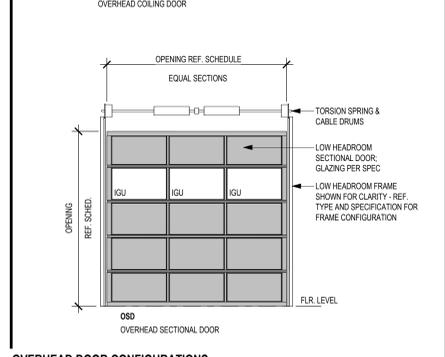 OVERHEAD COILING DOOR
OPENING REF. SCHEDULE
EQUAL SECTIONS
TORSION SPRING &
CABLE DRUMS
LOW HEADROOM
SECTIONAL DOOR;
GLAZING PER SPEC
LOW HEADROOM FRAME
SHOWN FOR CLARITY - REF.
TYPE AND SPECIFICATION FOR
FRAME CONFIGURATION
IGU IGU IGU
OPENING
REF. SCHED.
FLR. LEVEL
OSD
OVERHEAD SECTIONAL DOOR
OVERHEAD DOOR CONFIGURATIONS